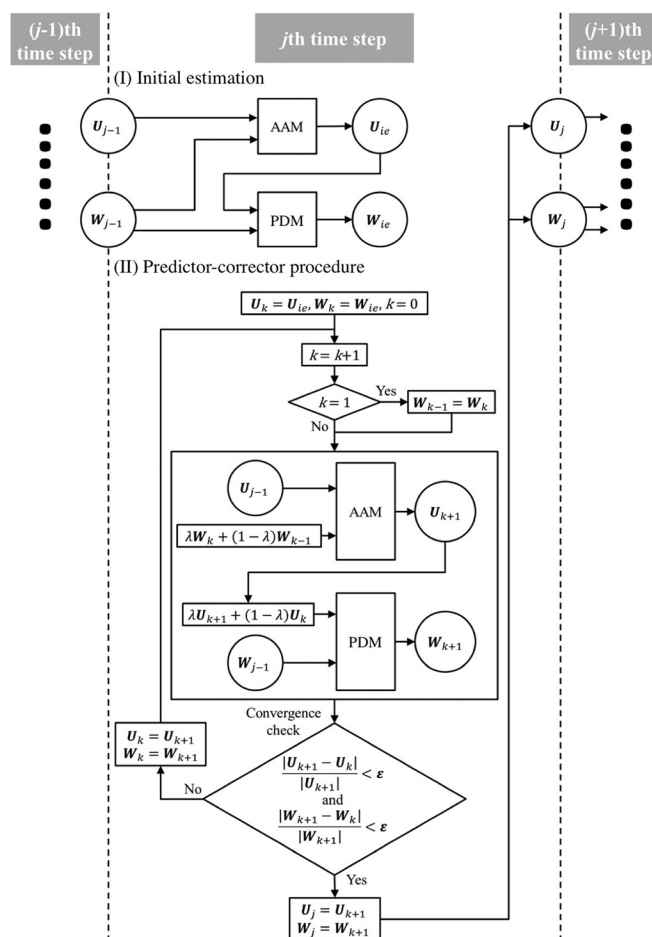 (j-1)th
time step
jth time step
(j+1)th
time step
(I) Initial estimation
U_{j−1}
AAM
U_{ie}
U_j
W_{j−1}
PDM
W_{ie}
W_j
(II) Predictor-corrector procedure
U_k = U_{ie}, W_k = W_{ie}, k = 0
k = k+1
k = 1
Yes
W_{k−1} = W_k
No
U_{j−1}
AAM
U_{k+1}
λW_k + (1 − λ)W_{k−1}
λU_{k+1} + (1 − λ)U_k
PDM
W_{k+1}
W_{j−1}
Convergence
check
U_k = U_{k+1}
W_k = W_{k+1}
|U_{k+1} − U_k| / |U_{k+1}| < ε
and
No
|W_{k+1} − W_k| / |W_{k+1}| < ε
Yes
U_j = U_{k+1}
W_j = W_{k+1}